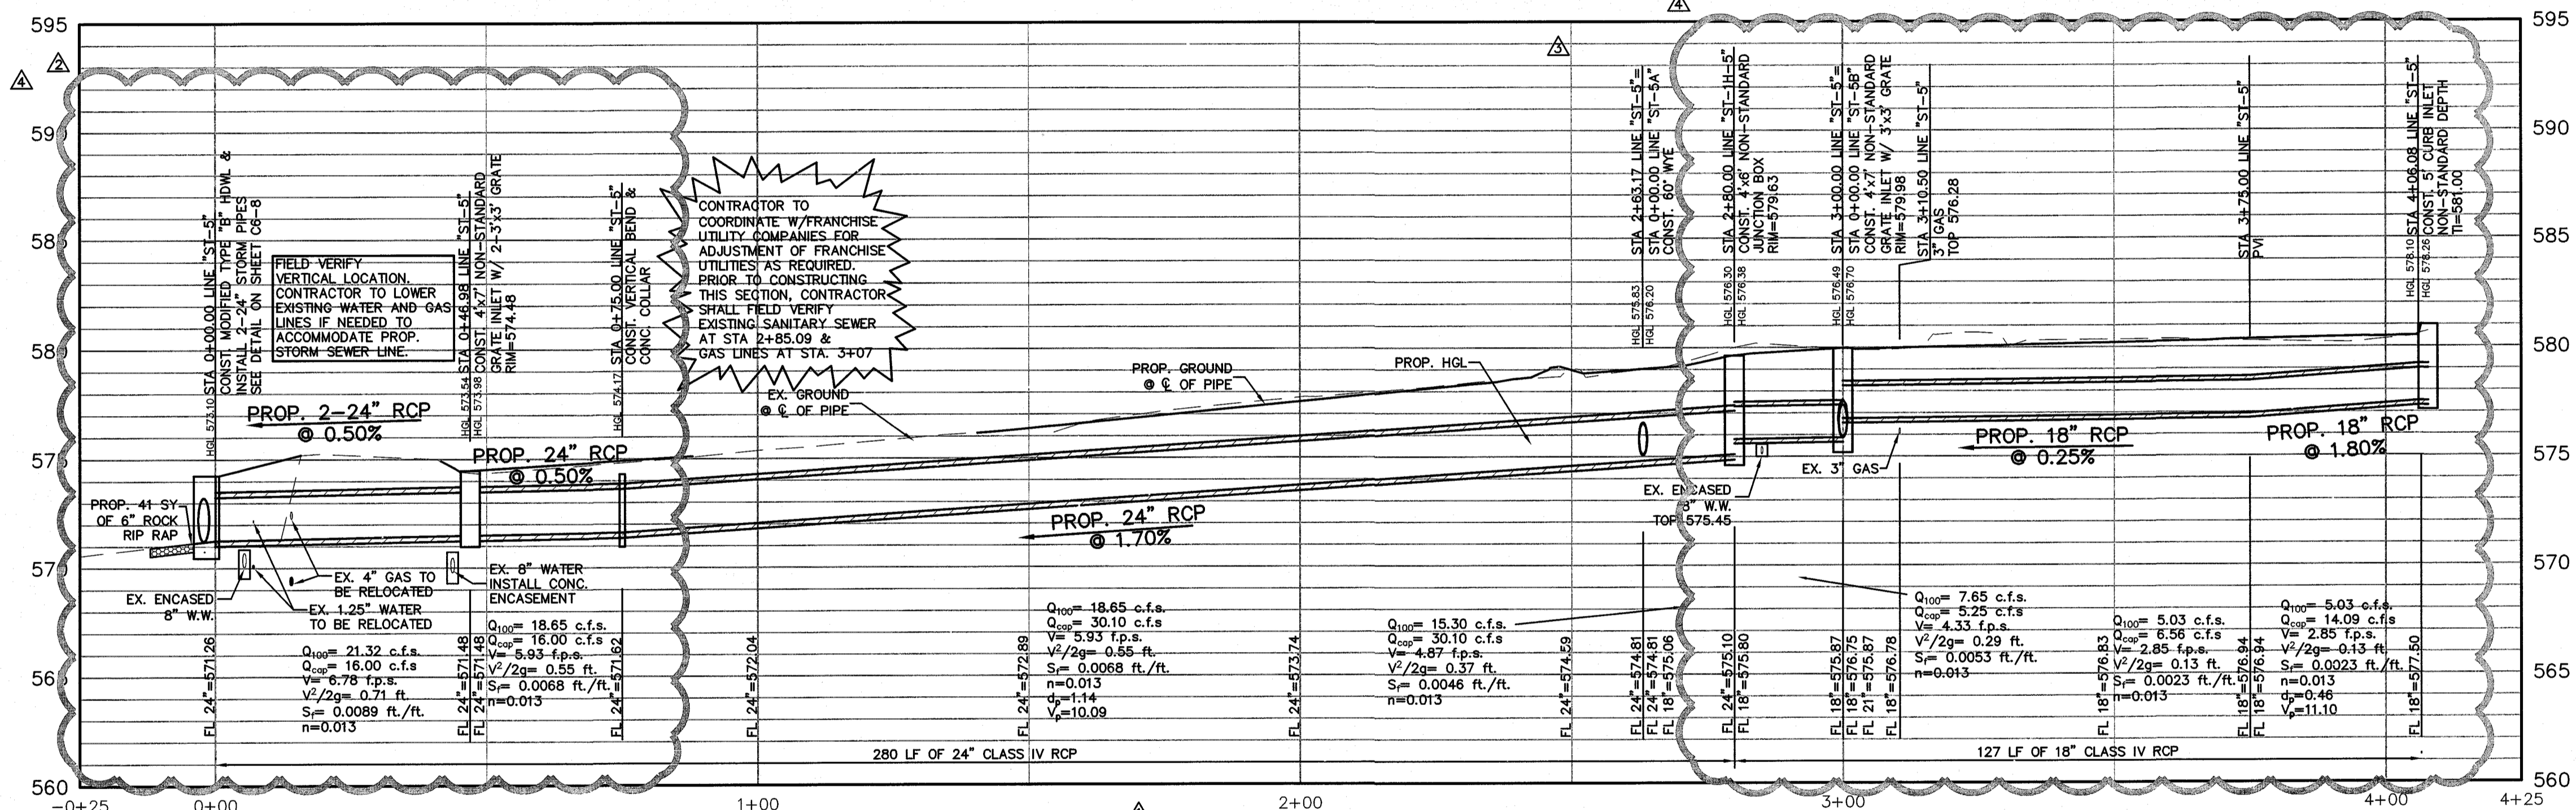 595
590
585
580
575
570
565
560
595
590
585
580
575
570
565
560
4
2
3
4
HGL 573.10
STA 0+00.00 LINE "ST-5"
CONST. MODIFIED TYPE "B" HDWL &
INSTALL 2-24" STORM PIPES
SEE DETAIL ON SHEET C6-8
FIELD VERIFY
VERTICAL LOCATION.
CONTRACTOR TO LOWER
EXISTING WATER AND GAS
LINES IF NEEDED TO
ACCOMMODATE PROP.
STORM SEWER LINE.
HGL 573.54
HGL 573.98
STA 0+46.98 LINE "ST-5"
CONST. 4'x7' NON-STANDARD
GRATE INLET W/ 2-3'x3' GRATE
RIM=574.48
HGL 574.17
STA 0+75.00 LINE "ST-5"
CONST. VERTICAL BEND &
CONC. COLLAR
CONTRACTOR TO
COORDINATE W/FRANCHISE
UTILITY COMPANIES FOR
ADJUSTMENT OF FRANCHISE
UTILITIES AS REQUIRED.
PRIOR TO CONSTRUCTING
THIS SECTION, CONTRACTOR
SHALL FIELD VERIFY
EXISTING SANITARY SEWER
AT STA 2+85.09 &
GAS LINES AT STA. 3+07
HGL 575.83
HGL 576.20
STA 2+63.17 LINE "ST-5"=
STA 0+00.00 LINE "ST-5A"
CONST. 60° WYE
HGL 576.30
HGL 576.38
STA 2+80.00 LINE "ST-1H-5"
CONST. 4'x6' NON-STANDARD
JUNCTION BOX
RIM=579.63
HGL 576.49
HGL 576.70
STA 3+00.00 LINE "ST-5"=
STA 0+00.00 LINE "ST-5B"
CONST. 4'x7' NON-STANDARD
GRATE INLET W/ 3'x3' GRATE
RIM=579.98
STA 3+10.50 LINE "ST-5"
3" GAS
TOP 576.28
STA 3+75.00 LINE "ST-5"
PVI
HGL 578.10
HGL 578.26
STA 4+06.08 LINE "ST-5"
CONST. 5' CURB INLET
NON-STANDARD DEPTH
TI=581.00
PROP. 2-24" RCP
@ 0.50%
PROP. 24" RCP
@ 0.50%
EX. GROUND
@ ℄ OF PIPE
PROP. GROUND
@ ℄ OF PIPE
PROP. HGL
PROP. 24" RCP
@ 1.70%
PROP. 18" RCP
@ 0.25%
PROP. 18" RCP
@ 1.80%
PROP. 41 SY
OF 6" ROCK
RIP RAP
EX. ENCASED
8" W.W.
EX. 4" GAS TO
BE RELOCATED
EX. 1.25" WATER
TO BE RELOCATED
EX. 8" WATER
INSTALL CONC.
ENCASEMENT
EX. ENCASED
8" W.W.
TOP 575.45
EX. 3" GAS
Q100= 21.32 c.f.s.
Qcap= 16.00 c.f.s
V= 6.78 f.p.s.
V²/2g= 0.71 ft.
Sf= 0.0089 ft./ft.
n=0.013
Q100= 18.65 c.f.s.
Qcap= 16.00 c.f.s
V= 5.93 f.p.s.
V²/2g= 0.55 ft.
Sf= 0.0068 ft./ft.
n=0.013
Q100= 18.65 c.f.s.
Qcap= 30.10 c.f.s
V= 5.93 f.p.s.
V²/2g= 0.55 ft.
Sf= 0.0068 ft./ft.
n=0.013
dp=1.14
Vp=10.09
Q100= 15.30 c.f.s.
Qcap= 30.10 c.f.s
V= 4.87 f.p.s.
V²/2g= 0.37 ft.
Sf= 0.0046 ft./ft.
n=0.013
Q100= 7.65 c.f.s.
Qcap= 5.25 c.f.s
V= 4.33 f.p.s.
V²/2g= 0.29 ft.
Sf= 0.0053 ft./ft.
n=0.013
Q100= 5.03 c.f.s.
Qcap= 6.56 c.f.s
V= 2.85 f.p.s.
V²/2g= 0.13 ft.
Sf= 0.0023 ft./ft.
n=0.013
Q100= 5.03 c.f.s.
Qcap= 14.09 c.f.s
V= 2.85 f.p.s.
V²/2g= 0.13 ft.
Sf= 0.0023 ft./ft.
n=0.013
dp=0.46
Vp=11.10
FL 24"=571.26
FL 24"=571.48
FL 24"=571.48
FL 24"=571.62
FL 24"=572.04
FL 24"=572.89
FL 24"=573.74
FL 24"=574.59
FL 24"=574.81
FL 24"=574.81
FL 18"=575.06
FL 24"=575.10
FL 18"=575.80
FL 18"=575.87
FL 18"=576.75
FL 21"=575.87
FL 18"=576.78
FL 18"=576.83
FL 18"=576.94
FL 18"=576.94
FL 18"=577.50
280 LF OF 24" CLASS IV RCP
127 LF OF 18" CLASS IV RCP
-0+25
0+00
1+00
2+00
3+00
4+00
4+25